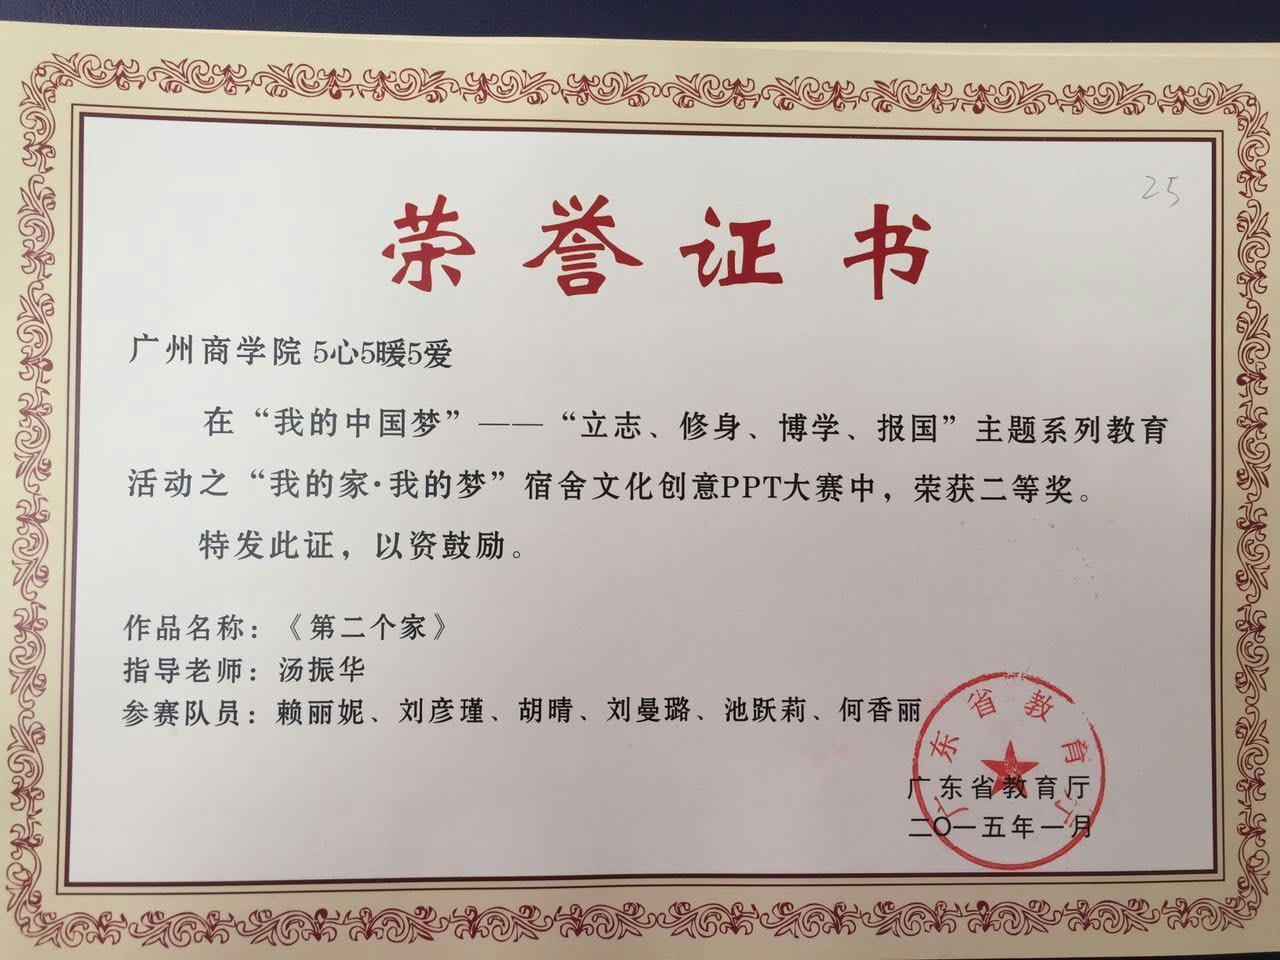 25
荣誉证书
广州商学院 5心5暖5爱
在“我的中国梦”——“立志、修身、博学、报国”主题系列教育
活动之“我的家·我的梦”宿舍文化创意PPT大赛中，荣获二等奖。
特发此证，以资鼓励。
作品名称：《第二个家》
指导老师：汤振华
参赛队员：赖丽妮、刘彦瑾、胡晴、刘曼璐、池跃莉、何香丽
广东省教育厅
广东省教育厅
二〇一五年一月